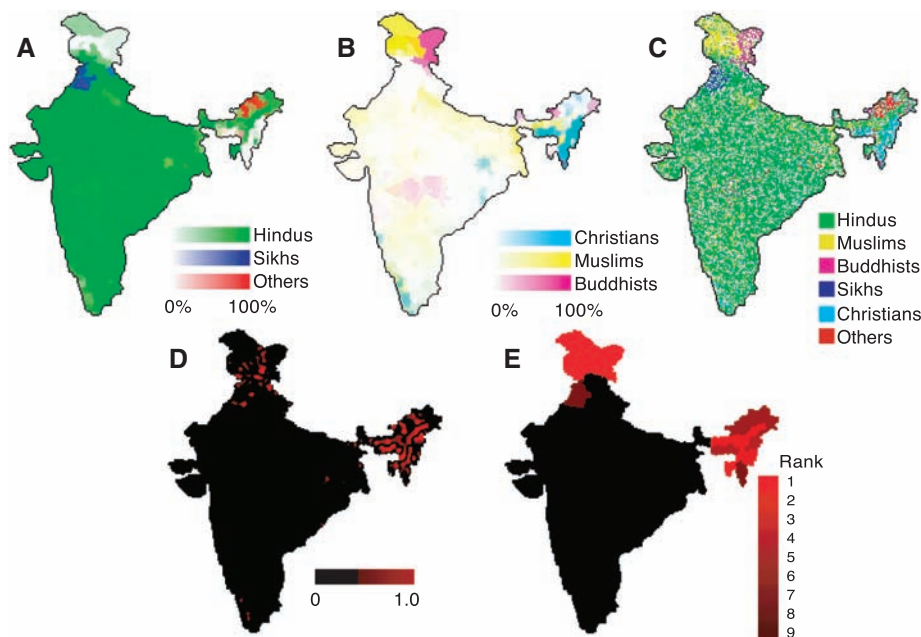 A
B
C
Hindus
Sikhs
Others
0% 100%
Christians
Muslims
Buddhists
0% 100%
Hindus
Muslims
Buddhists
Sikhs
Christians
Others
D
E
0 1.0
Rank
1
2
3
4
5
6
7
8
9